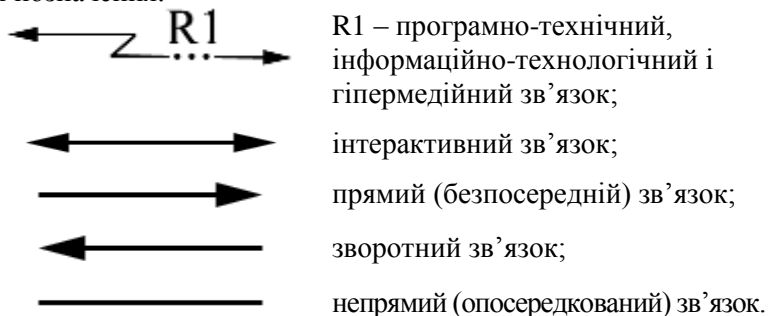 R1
R1 – програмно-технічний,
інформаційно-технологічний і
гіпермедійний зв’язок;
інтерактивний зв’язок;
прямий (безпосередній) зв’язок;
зворотний зв’язок;
непрямий (опосередкований) зв’язок.